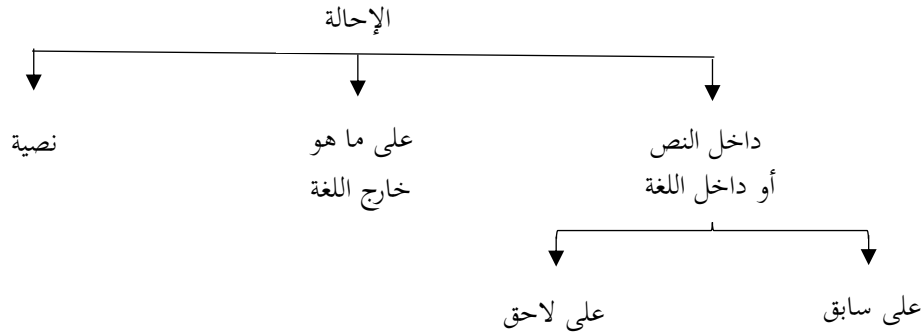 الإحالة
داخل النص
أو داخل اللغة
على ما هو
خارج اللغة
نصية
على سابق
على لاحق